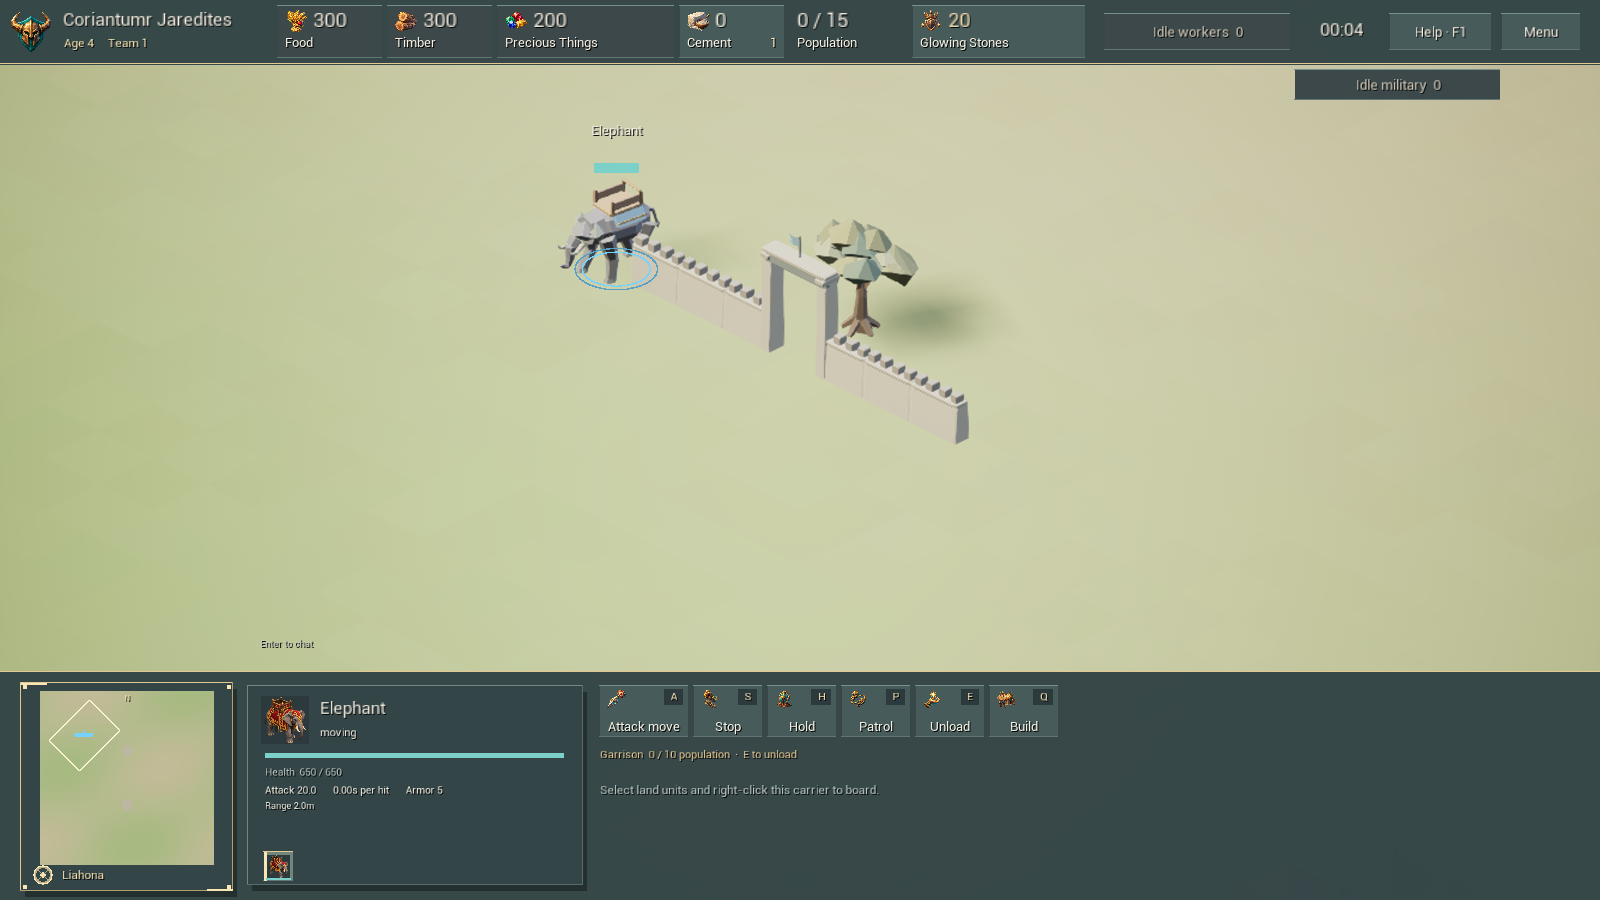 Coriantumr Jaredites
Age 4 Team 1
300
Food
300
Timber
200
Precious Things
0
Cement 1
0 / 15
Population
20
Glowing Stones
Idle workers 0
00:04
Help · F1
Menu
Idle military 0
Elephant
Enter to chat
N
Liahona
Elephant
moving
Health 650 / 650
Attack 20.0 0.00s per hit Armor 5
Range 2.0m
A
Attack move
S
Stop
H
Hold
P
Patrol
E
Unload
Q
Build
Garrison 0 / 10 population · E to unload
Select land units and right-click this carrier to board.